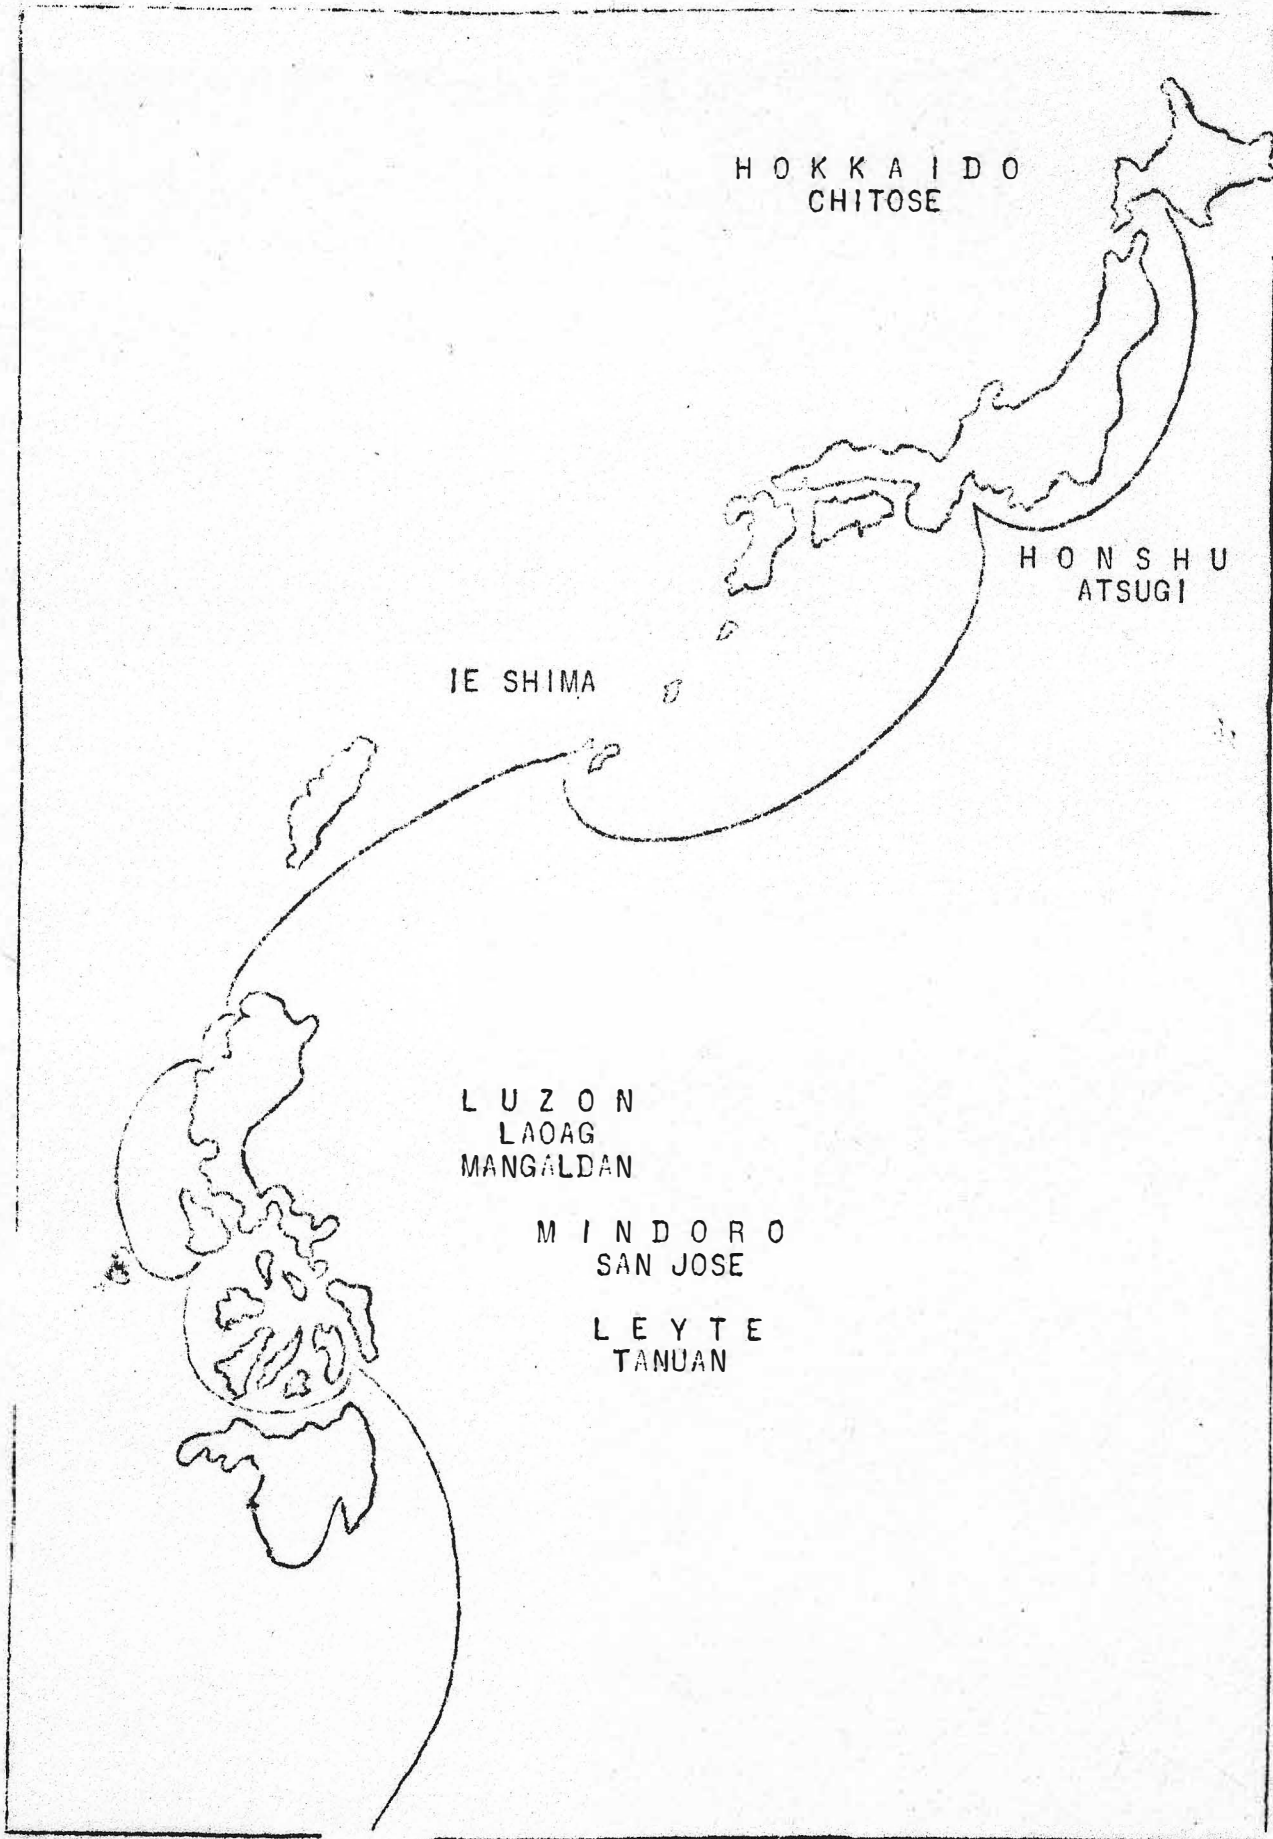 HOKKAIDO
CHITOSE
HONSHU
ATSUGI
IE SHIMA
LUZON
LAOAG
MANGALDAN
MINDORO
SAN JOSE
LEYTE
TANUAN